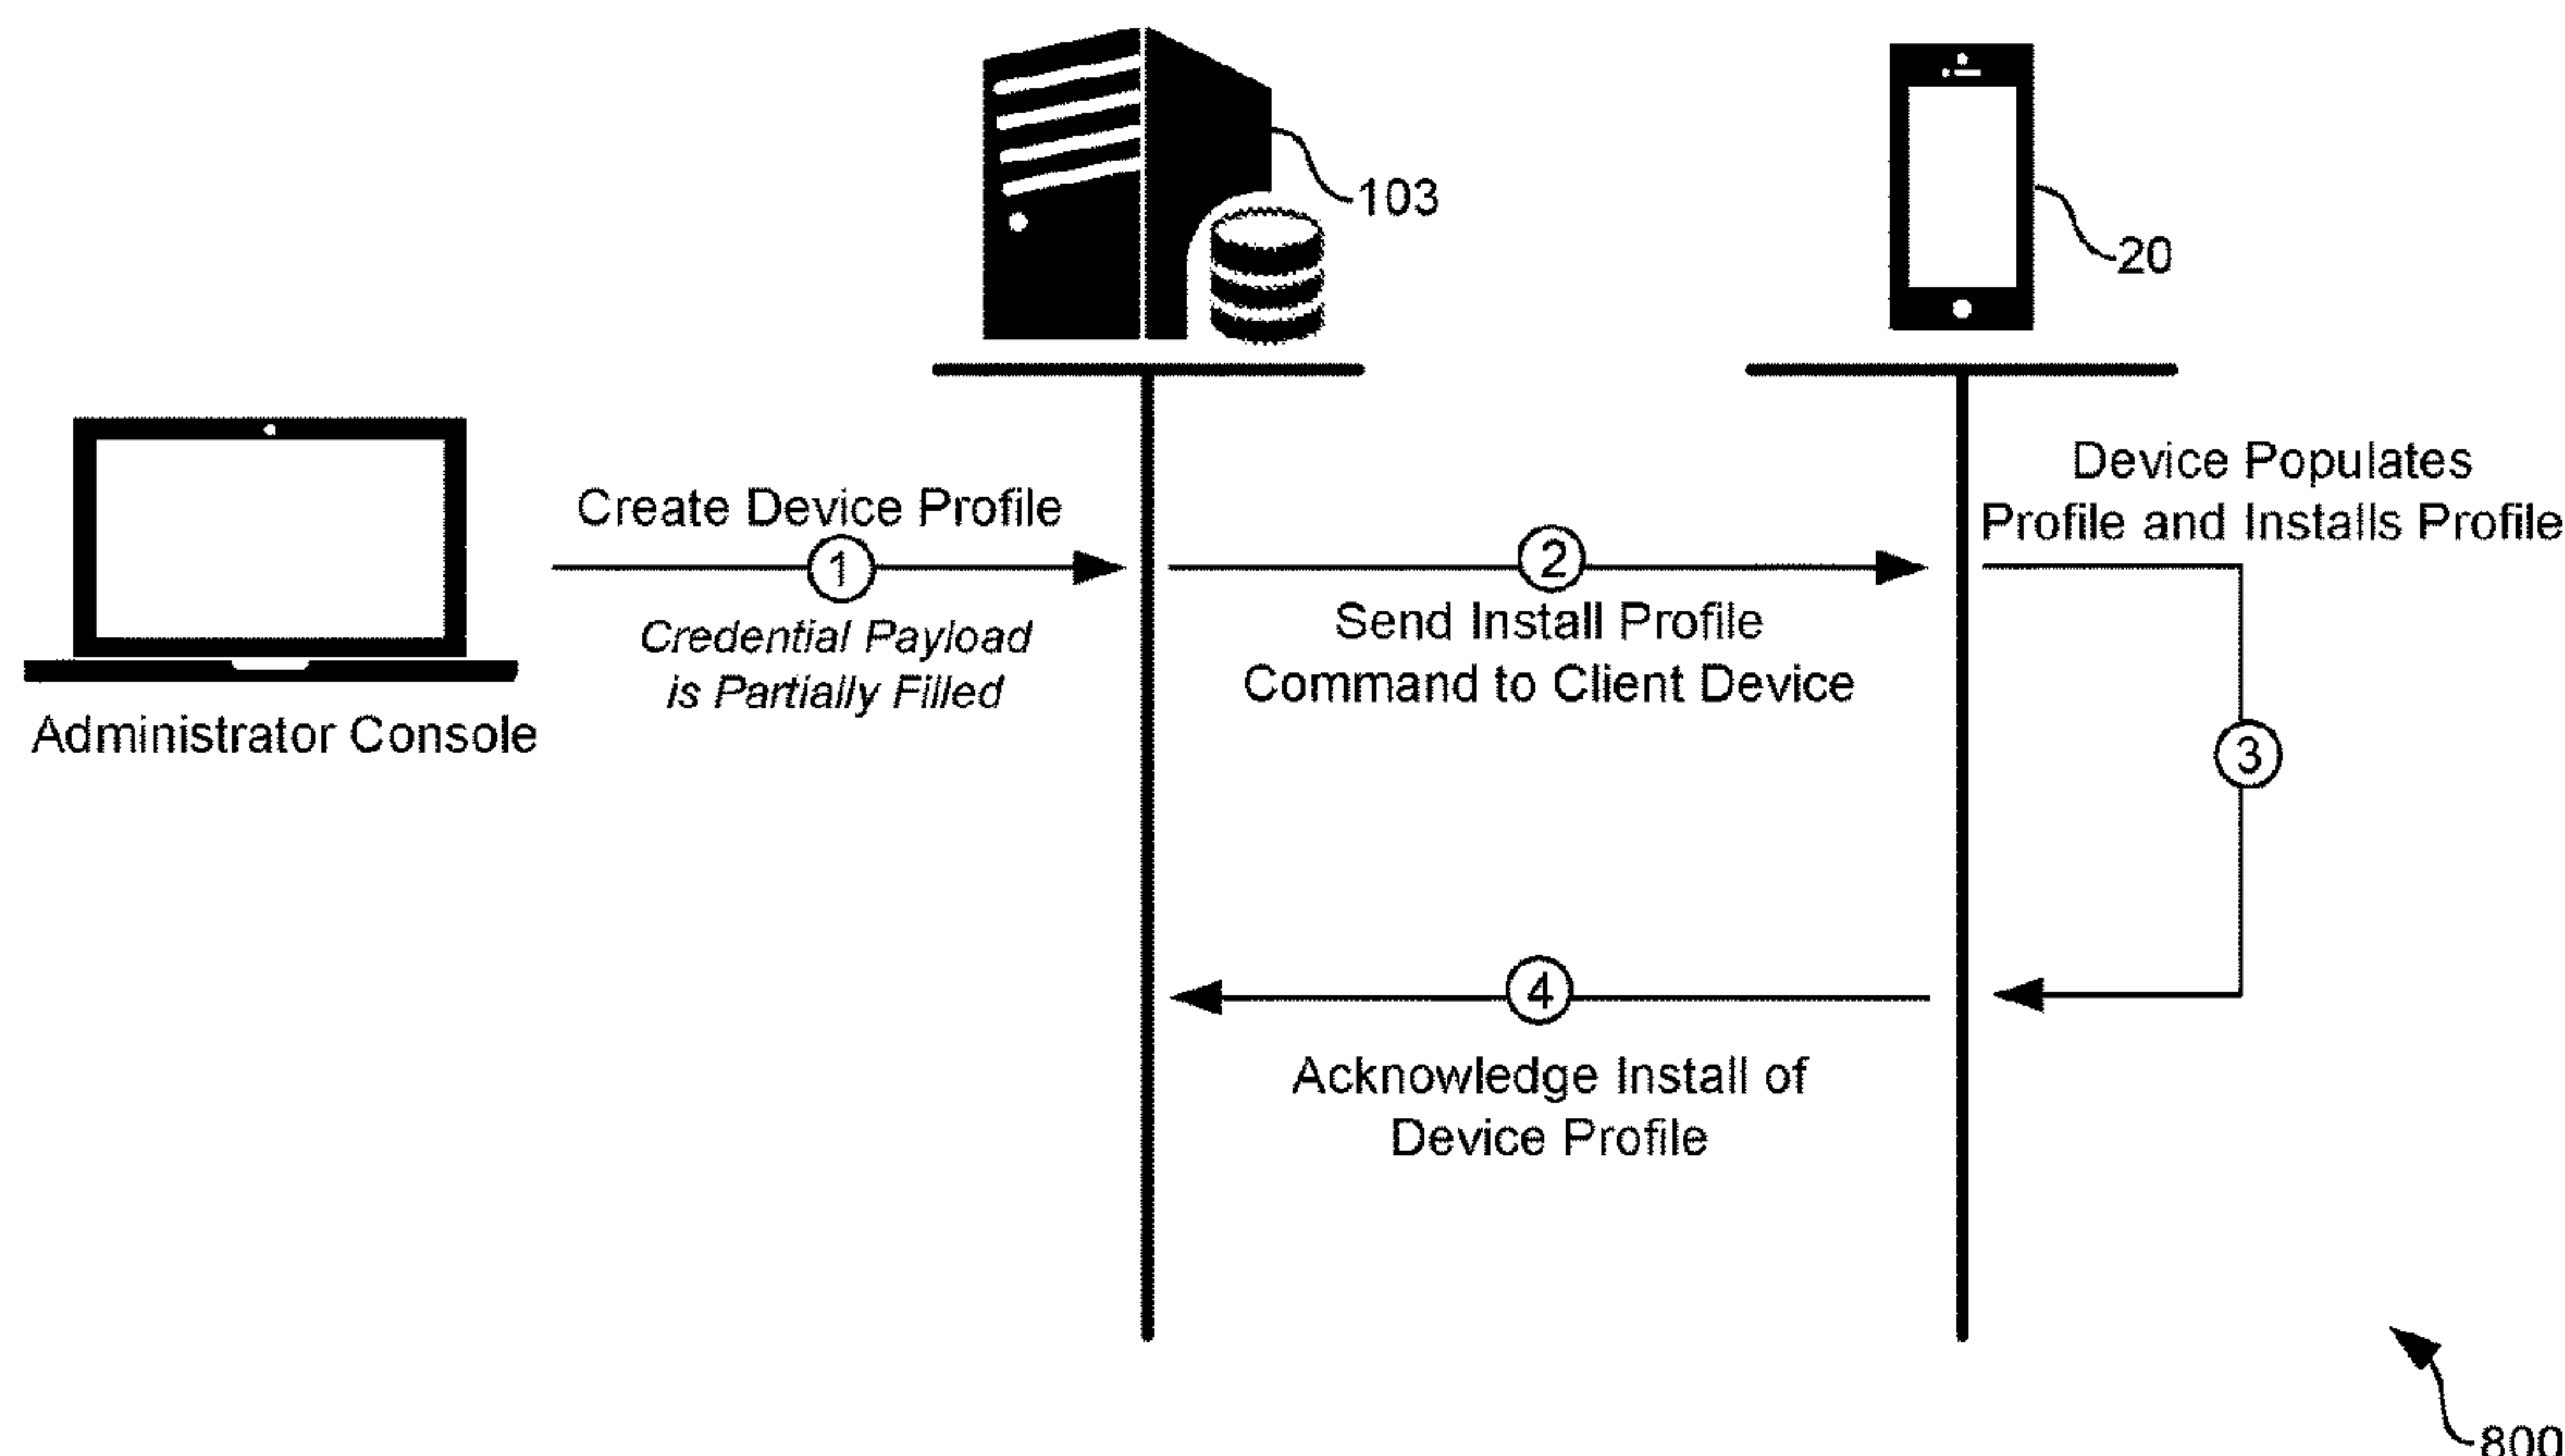 103
20
Device Populates
Profile and Installs Profile
Create Device Profile
1
Credential Payload
is Partially Filled
2
Send Install Profile
Command to Client Device
Administrator Console
3
4
Acknowledge Install of
Device Profile
800